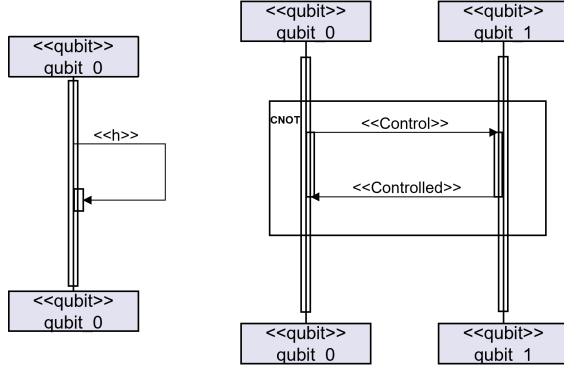 <<qubit>>
qubit_0
<<h>>
<<qubit>>
qubit_0
<<qubit>>
qubit_0
<<qubit>>
qubit_1
CNOT
<<Control>>
<<Controlled>>
<<qubit>>
qubit_0
<<qubit>>
qubit_1